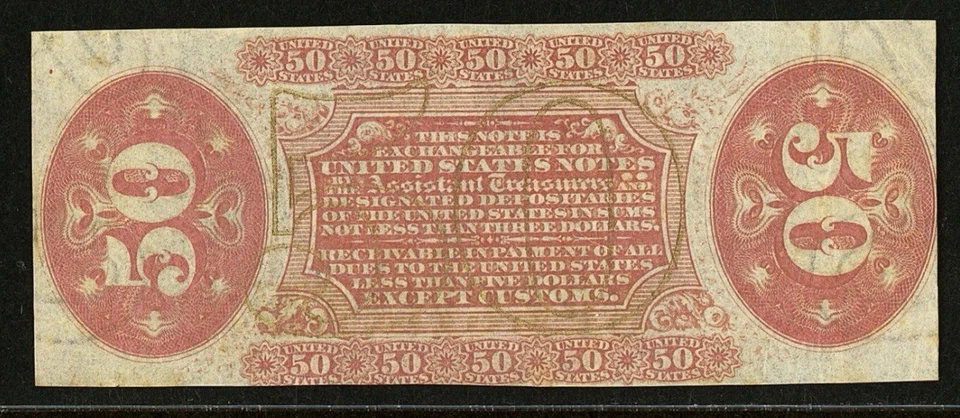 UNITED 50 STATES UNITED 50 STATES UNITED 50 STATES UNITED 50 STATES UNITED 50 STATES
50
50
50
THIS NOTE IS
EXCHANGEABLE FOR
UNITED STATES NOTES
BY THE Assistant Treasurers AND
DESIGNATED DEPOSITARIES
OF THE UNITED STATES IN SUMS
NOT LESS THAN THREE DOLLARS.
RECEIVABLE IN PAYMENT OF ALL
DUES TO THE UNITED STATES
LESS THAN FIVE DOLLARS
EXCEPT CUSTOMS.
UNITED 50 STATES UNITED 50 STATES UNITED 50 STATES UNITED 50 STATES UNITED 50 STATES